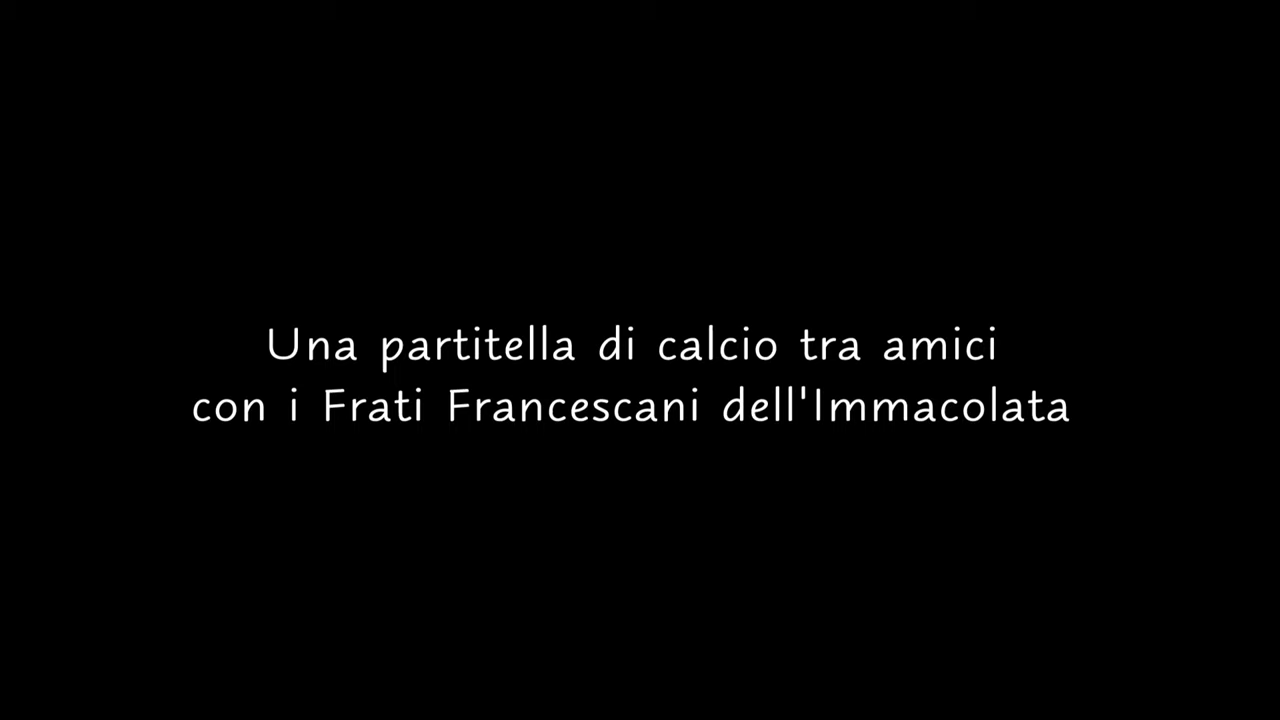 Una partitella di calcio tra amici
con i Frati Francescani dell'Immacolata